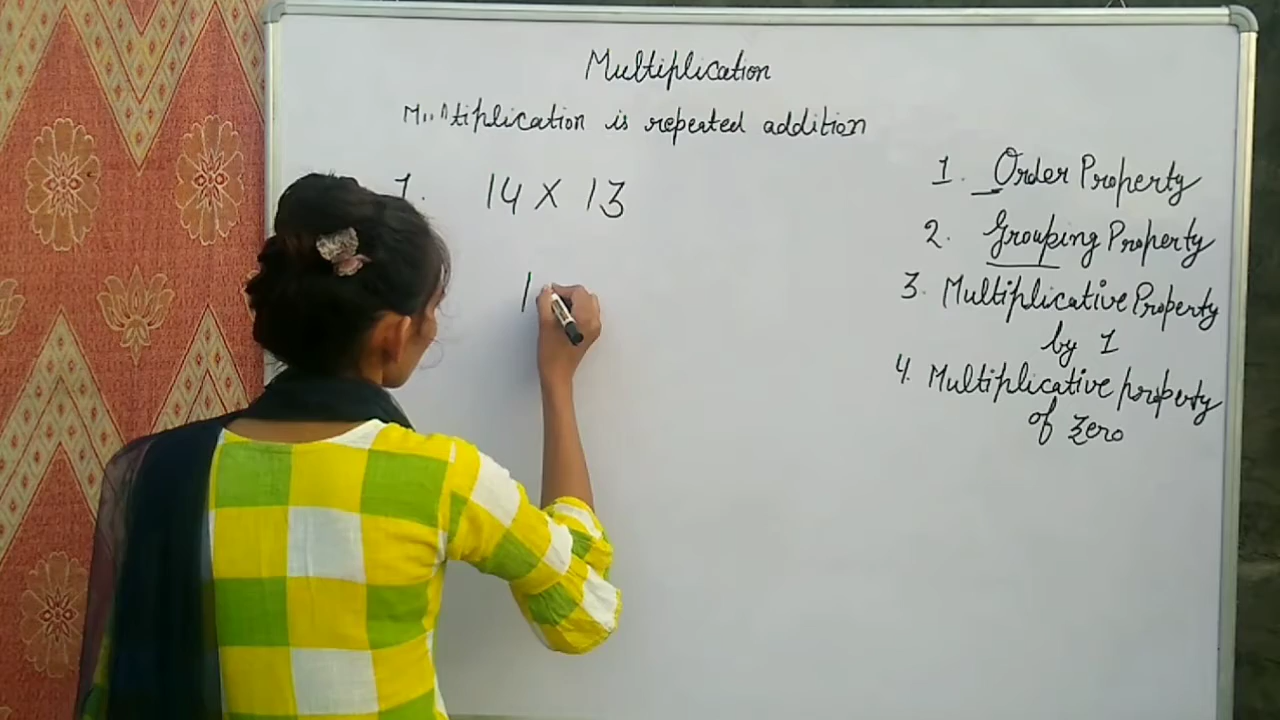 Multiplication
Multiplication is repeated addition
1. 14 X 13
1
1. Order Property
2. Grouping Property
3. Multiplicative Property
by 1
4. Multiplicative property
of zero